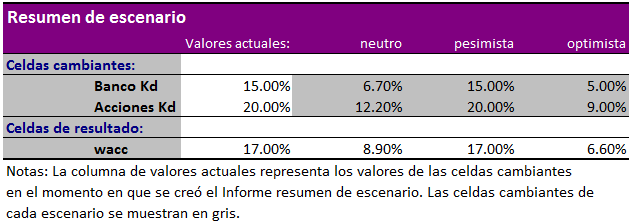 Resumen de escenario
Valores actuales: neutro pesimista optimista
Celdas cambiantes:
Banco Kd 15.00% 6.70% 15.00% 5.00%
Acciones Kd 20.00% 12.20% 20.00% 9.00%
Celdas de resultado:
wacc 17.00% 8.90% 17.00% 6.60%
Notas: La columna de valores actuales representa los valores de las celdas cambiantes
en el momento en que se creó el Informe resumen de escenario. Las celdas cambiantes de
cada escenario se muestran en gris.